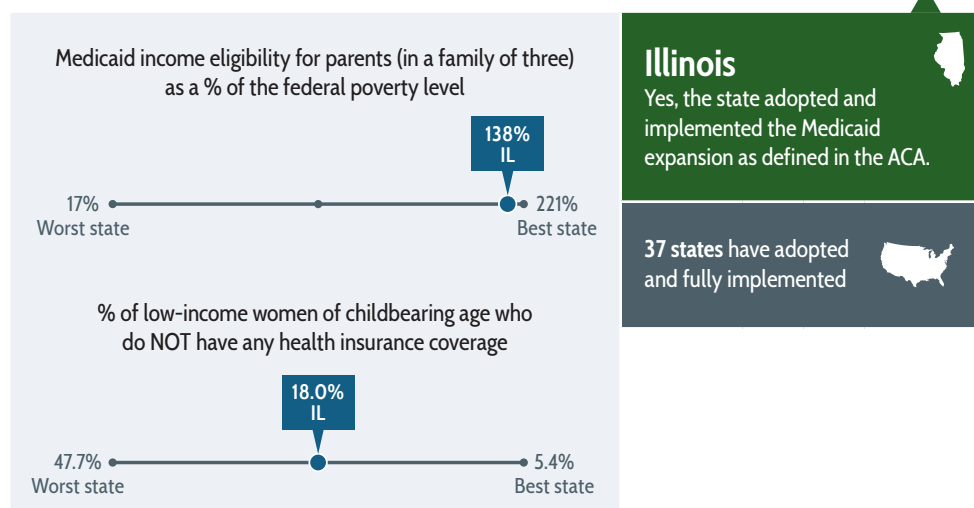 Medicaid income eligibility for parents (in a family of three)
as a % of the federal poverty level
138%
IL
17%
Worst state
221%
Best state
% of low-income women of childbearing age who
do NOT have any health insurance coverage
18.0%
IL
47.7%
Worst state
5.4%
Best state
Illinois
Yes, the state adopted and
implemented the Medicaid
expansion as defined in the ACA.
37 states have adopted
and fully implemented